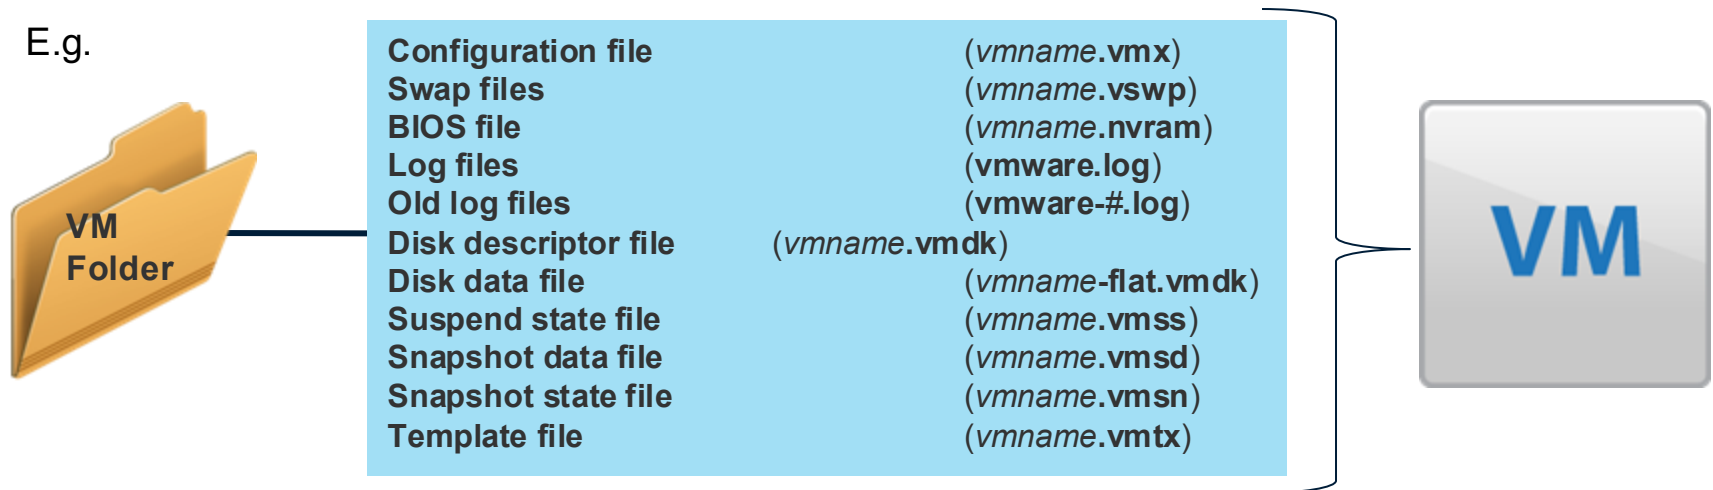 E.g.
Configuration file (vmname.vmx)
Swap files (vmname.vswp)
BIOS file (vmname.nvram)
Log files (vmware.log)
Old log files (vmware-#.log)
Disk descriptor file (vmname.vmdk)
Disk data file (vmname-flat.vmdk)
Suspend state file (vmname.vmss)
Snapshot data file (vmname.vmsd)
Snapshot state file (vmname.vmsn)
Template file (vmname.vmtx)
VM
Folder
VM